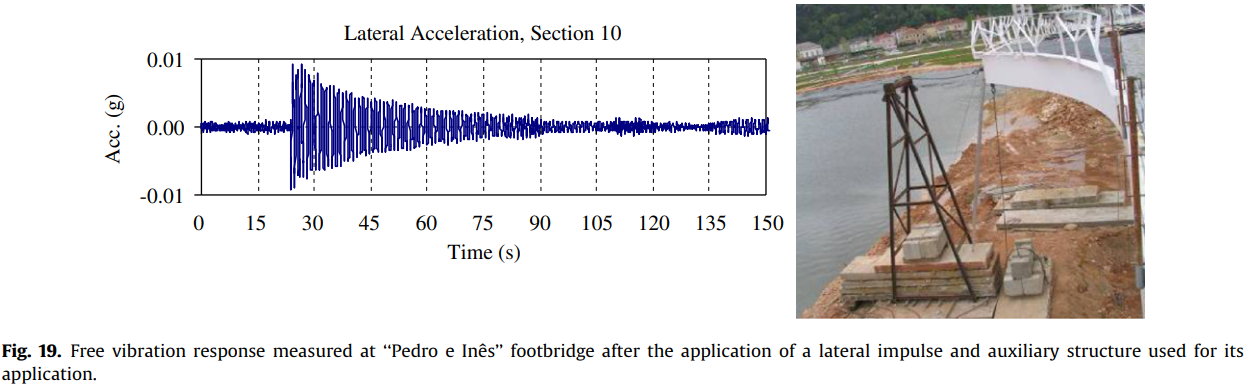 Lateral Acceleration, Section 10
0.01
0.00
-0.01
Acc. (g)
0 15 30 45 60 75 90 105 120 135 150
Time (s)
Fig. 19. Free vibration response measured at “Pedro e Inês” footbridge after the application of a lateral impulse and auxiliary structure used for its
application.